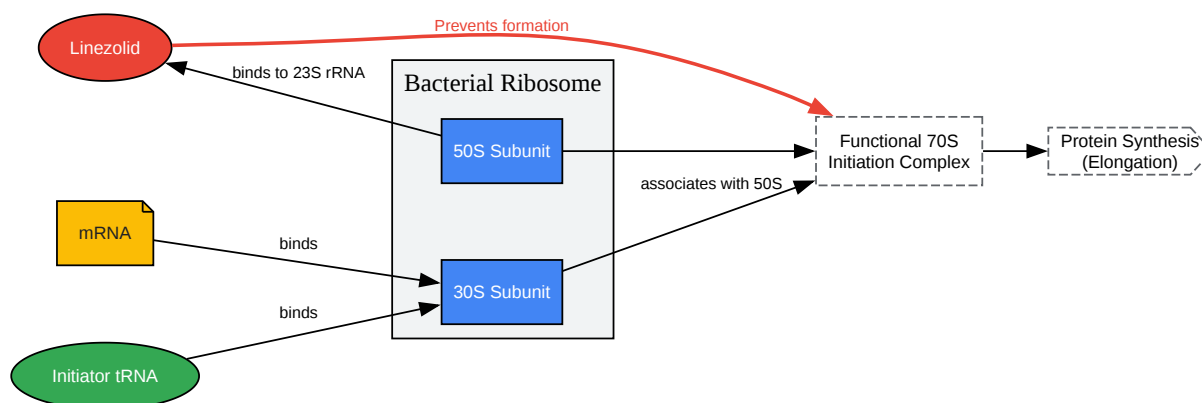 Prevents formation
Linezolid
binds to 23S rRNA
Bacterial Ribosome
50S Subunit
Functional 70S
Initiation Complex
Protein Synthesis
(Elongation)
associates with 50S
mRNA
binds
30S Subunit
binds
Initiator tRNA